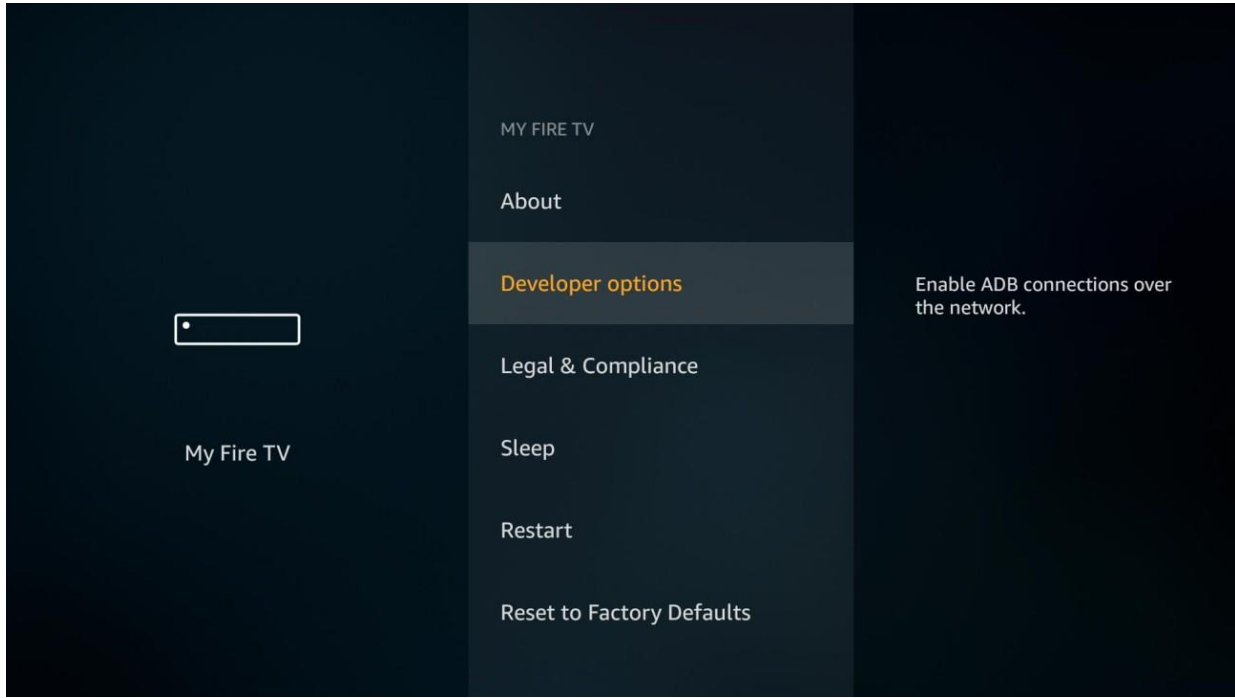 My Fire TV
MY FIRE TV
About
Developer options
Legal & Compliance
Sleep
Restart
Reset to Factory Defaults
Enable ADB connections over
the network.